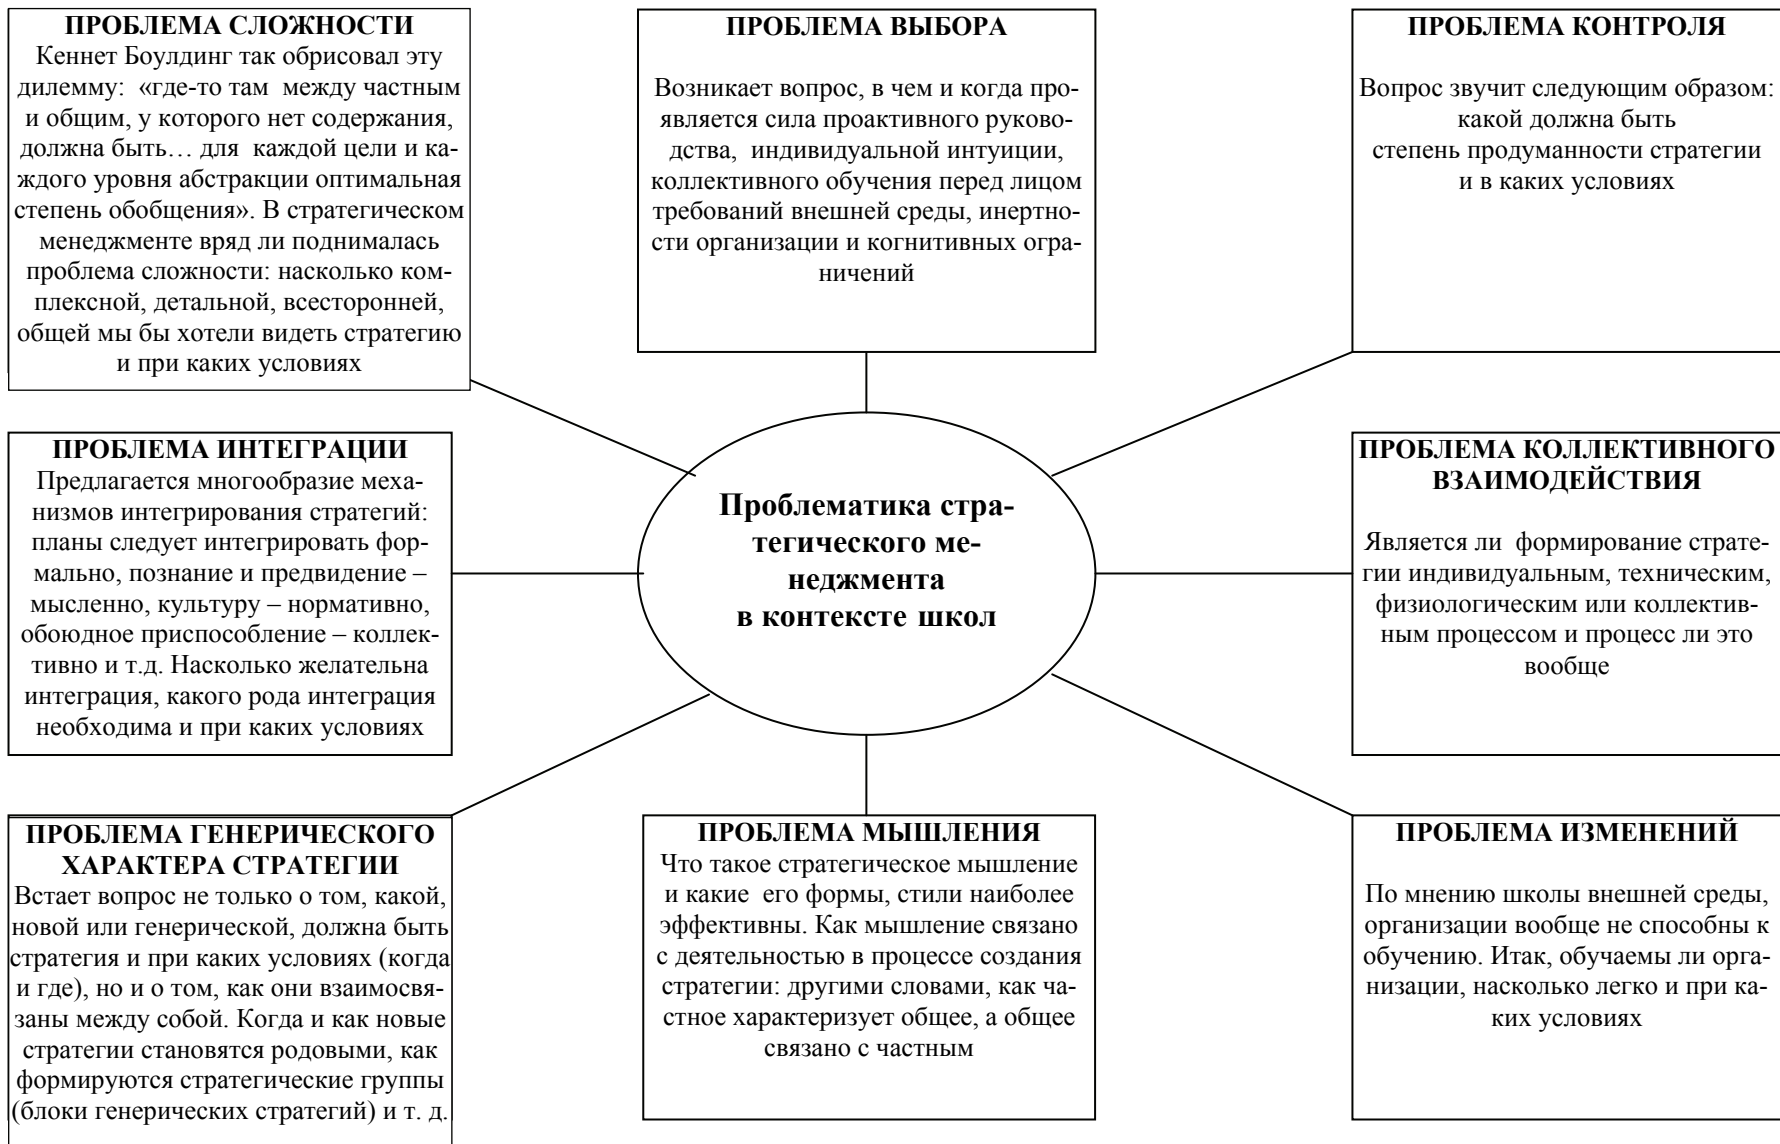 ПРОБЛЕМА СЛОЖНОСТИ
Кеннет Боулдинг так обрисовал эту
дилемму: «где-то там между частным
и общим, у которого нет содержания,
должна быть… для каждой цели и ка-
ждого уровня абстракции оптимальная
степень обобщения». В стратегическом
менеджменте вряд ли поднималась
проблема сложности: насколько ком-
плексной, детальной, всесторонней,
общей мы бы хотели видеть стратегию
и при каких условиях
ПРОБЛЕМА ВЫБОРА
Возникает вопрос, в чем и когда про-
является сила проактивного руково-
дства, индивидуальной интуиции,
коллективного обучения перед лицом
требований внешней среды, инертно-
сти организации и когнитивных огра-
ничений
ПРОБЛЕМА КОНТРОЛЯ
Вопрос звучит следующим образом:
какой должна быть
степень продуманности стратегии
и в каких условиях
ПРОБЛЕМА ИНТЕГРАЦИИ
Предлагается многообразие меха-
низмов интегрирования стратегий:
планы следует интегрировать фор-
мально, познание и предвидение –
мысленно, культуру – нормативно,
обоюдное приспособление – коллек-
тивно и т.д. Насколько желательна
интеграция, какого рода интеграция
необходима и при каких условиях
Проблематика стра-
тегического ме-
неджмента
в контексте школ
ПРОБЛЕМА КОЛЛЕКТИВНОГО
ВЗАИМОДЕЙСТВИЯ
Является ли формирование страте-
гии индивидуальным, техническим,
физиологическим или коллектив-
ным процессом и процесс ли это
вообще
ПРОБЛЕМА ГЕНЕРИЧЕСКОГО
ХАРАКТЕРА СТРАТЕГИИ
Встает вопрос не только о том, какой,
новой или генерической, должна быть
стратегия и при каких условиях (когда
и где), но и о том, как они взаимосвя-
заны между собой. Когда и как новые
стратегии становятся родовыми, как
формируются стратегические группы
(блоки генерических стратегий) и т. д.
ПРОБЛЕМА МЫШЛЕНИЯ
Что такое стратегическое мышление
и какие его формы, стили наиболее
эффективны. Как мышление связано
с деятельностью в процессе создания
стратегии: другими словами, как ча-
стное характеризует общее, а общее
связано с частным
ПРОБЛЕМА ИЗМЕНЕНИЙ
По мнению школы внешней среды,
организации вообще не способны к
обучению. Итак, обучаемы ли орга-
низации, насколько легко и при ка-
ких условиях